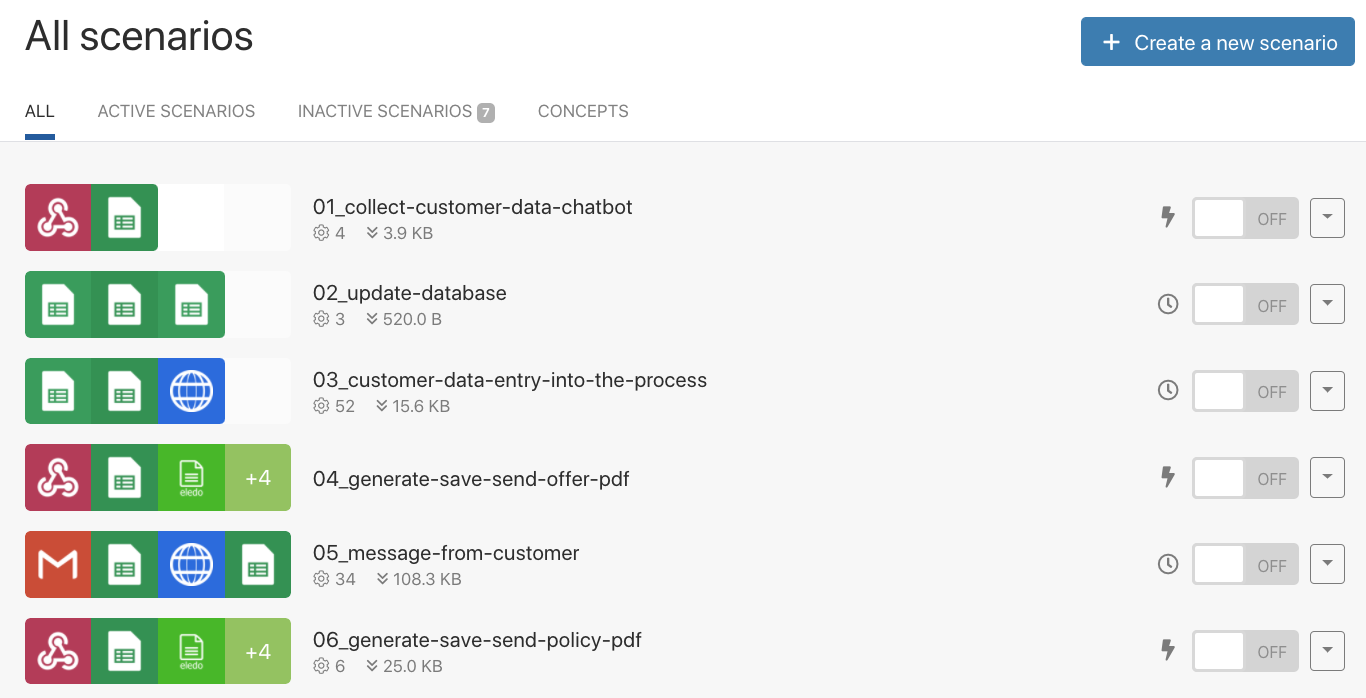 All scenarios
+ Create a new scenario
ALL ACTIVE SCENARIOS INACTIVE SCENARIOS 7 CONCEPTS
01_collect-customer-data-chatbot
4 3.9 KB
OFF
02_update-database
3 520.0 B
OFF
03_customer-data-entry-into-the-process
52 15.6 KB
OFF
eledo
+4
04_generate-save-send-offer-pdf
OFF
05_message-from-customer
34 108.3 KB
OFF
eledo
+4
06_generate-save-send-policy-pdf
6 25.0 KB
OFF